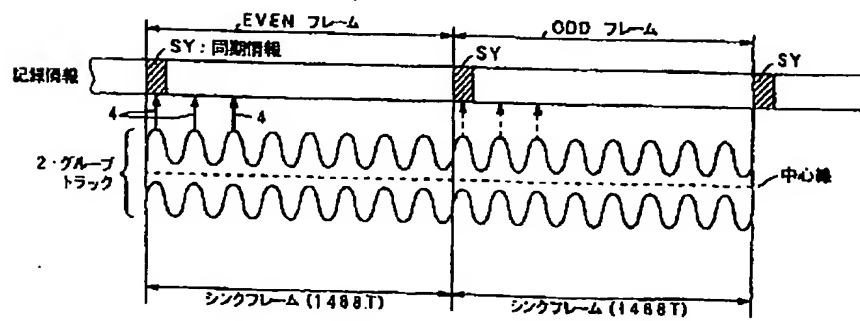 EVEN フレーム
ODD フレーム
SY:同期情報
SY
SY
記録情報
4
4
2・グルーブ
トラック
中心線
シンクフレーム(1488T)
シンクフレーム(1488T)